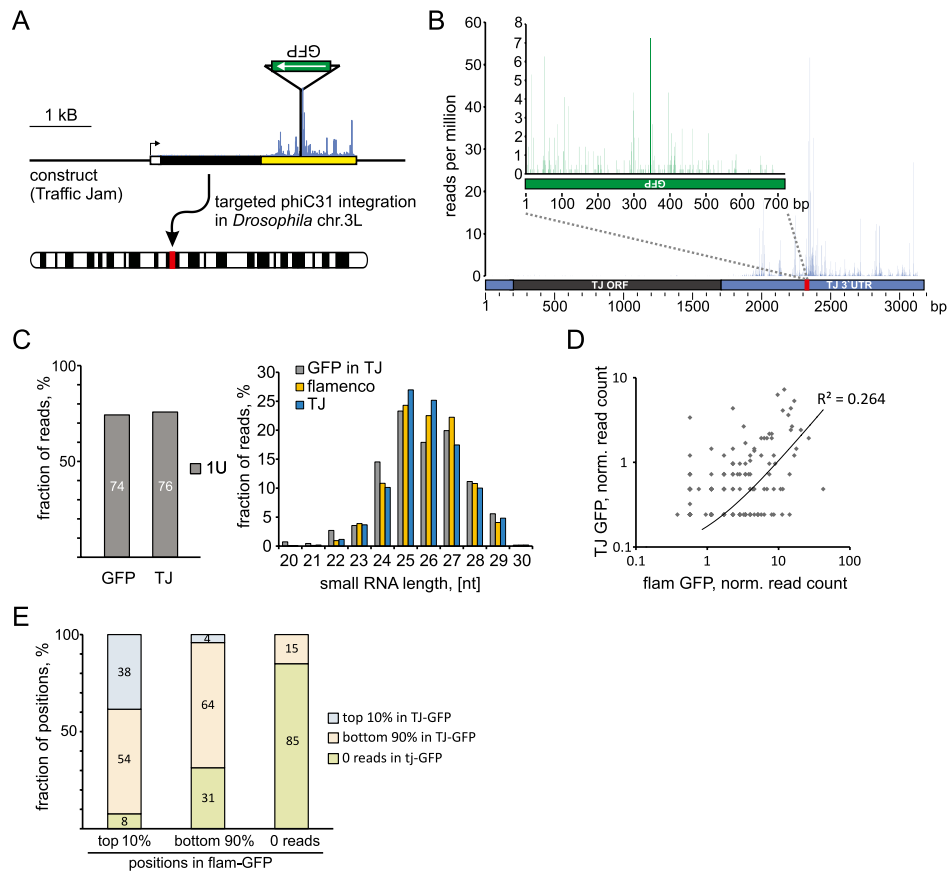 A
GFP
1 kB
construct
(Traffic Jam)
targeted phiC31 integration
in Drosophila chr.3L
B
reads per million
60
50
40
30
20
10
0
8
7
6
5
4
3
2
1
0
GFP
1 100 200 300 400 500 600 700 bp
TJ ORF
TJ 3`UTR
1 500 1000 1500 2000 2500 3000 bp
C
fraction of reads, %
100
50
74
76
GFP TJ
1U
fraction of reads, %
30
25
20
15
10
5
0
GFP in TJ
flamenco
TJ
20 21 22 23 24 25 26 27 28 29 30
small RNA length, [nt]
D
TJ GFP, norm. read count
10
1
0.1
R² = 0.264
0.1 1 10 100
flam GFP, norm. read count
E
fraction of positions, %
100
50
38
54
8
4
64
31
15
85
top 10% in TJ-GFP
bottom 90% in TJ-GFP
0 reads in tj-GFP
top 10% bottom 90% 0 reads
positions in flam-GFP